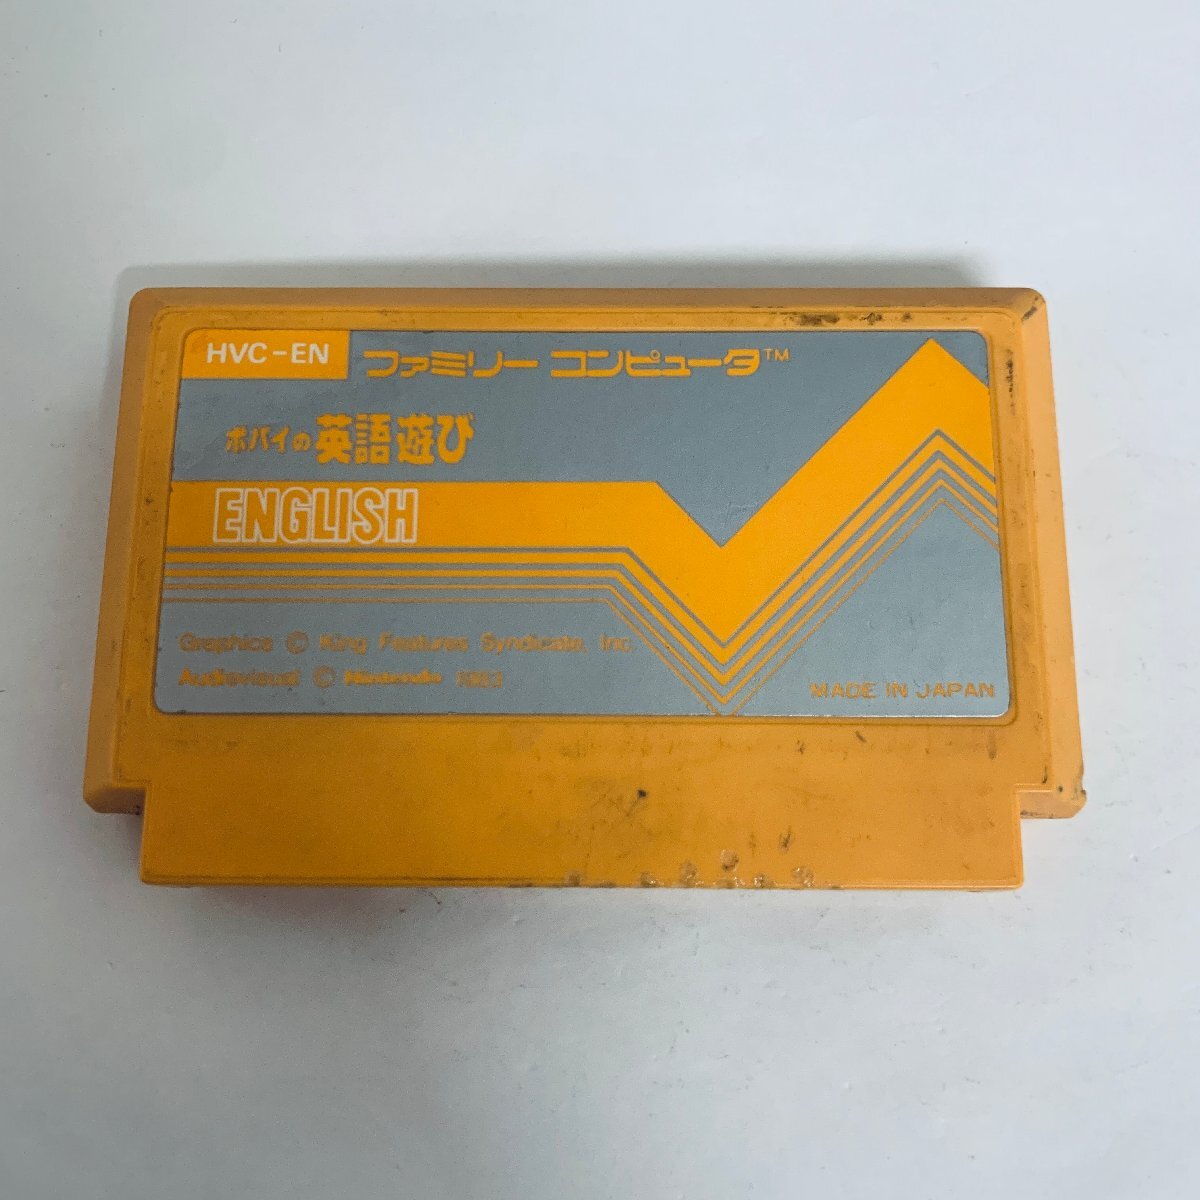 HVC-EN
ファミリー コンピュータ™
ポパイの英語遊び
ENGLISH
Graphics © King Features Syndicate, Inc.
Audiovisual © Nintendo 1983
MADE IN JAPAN